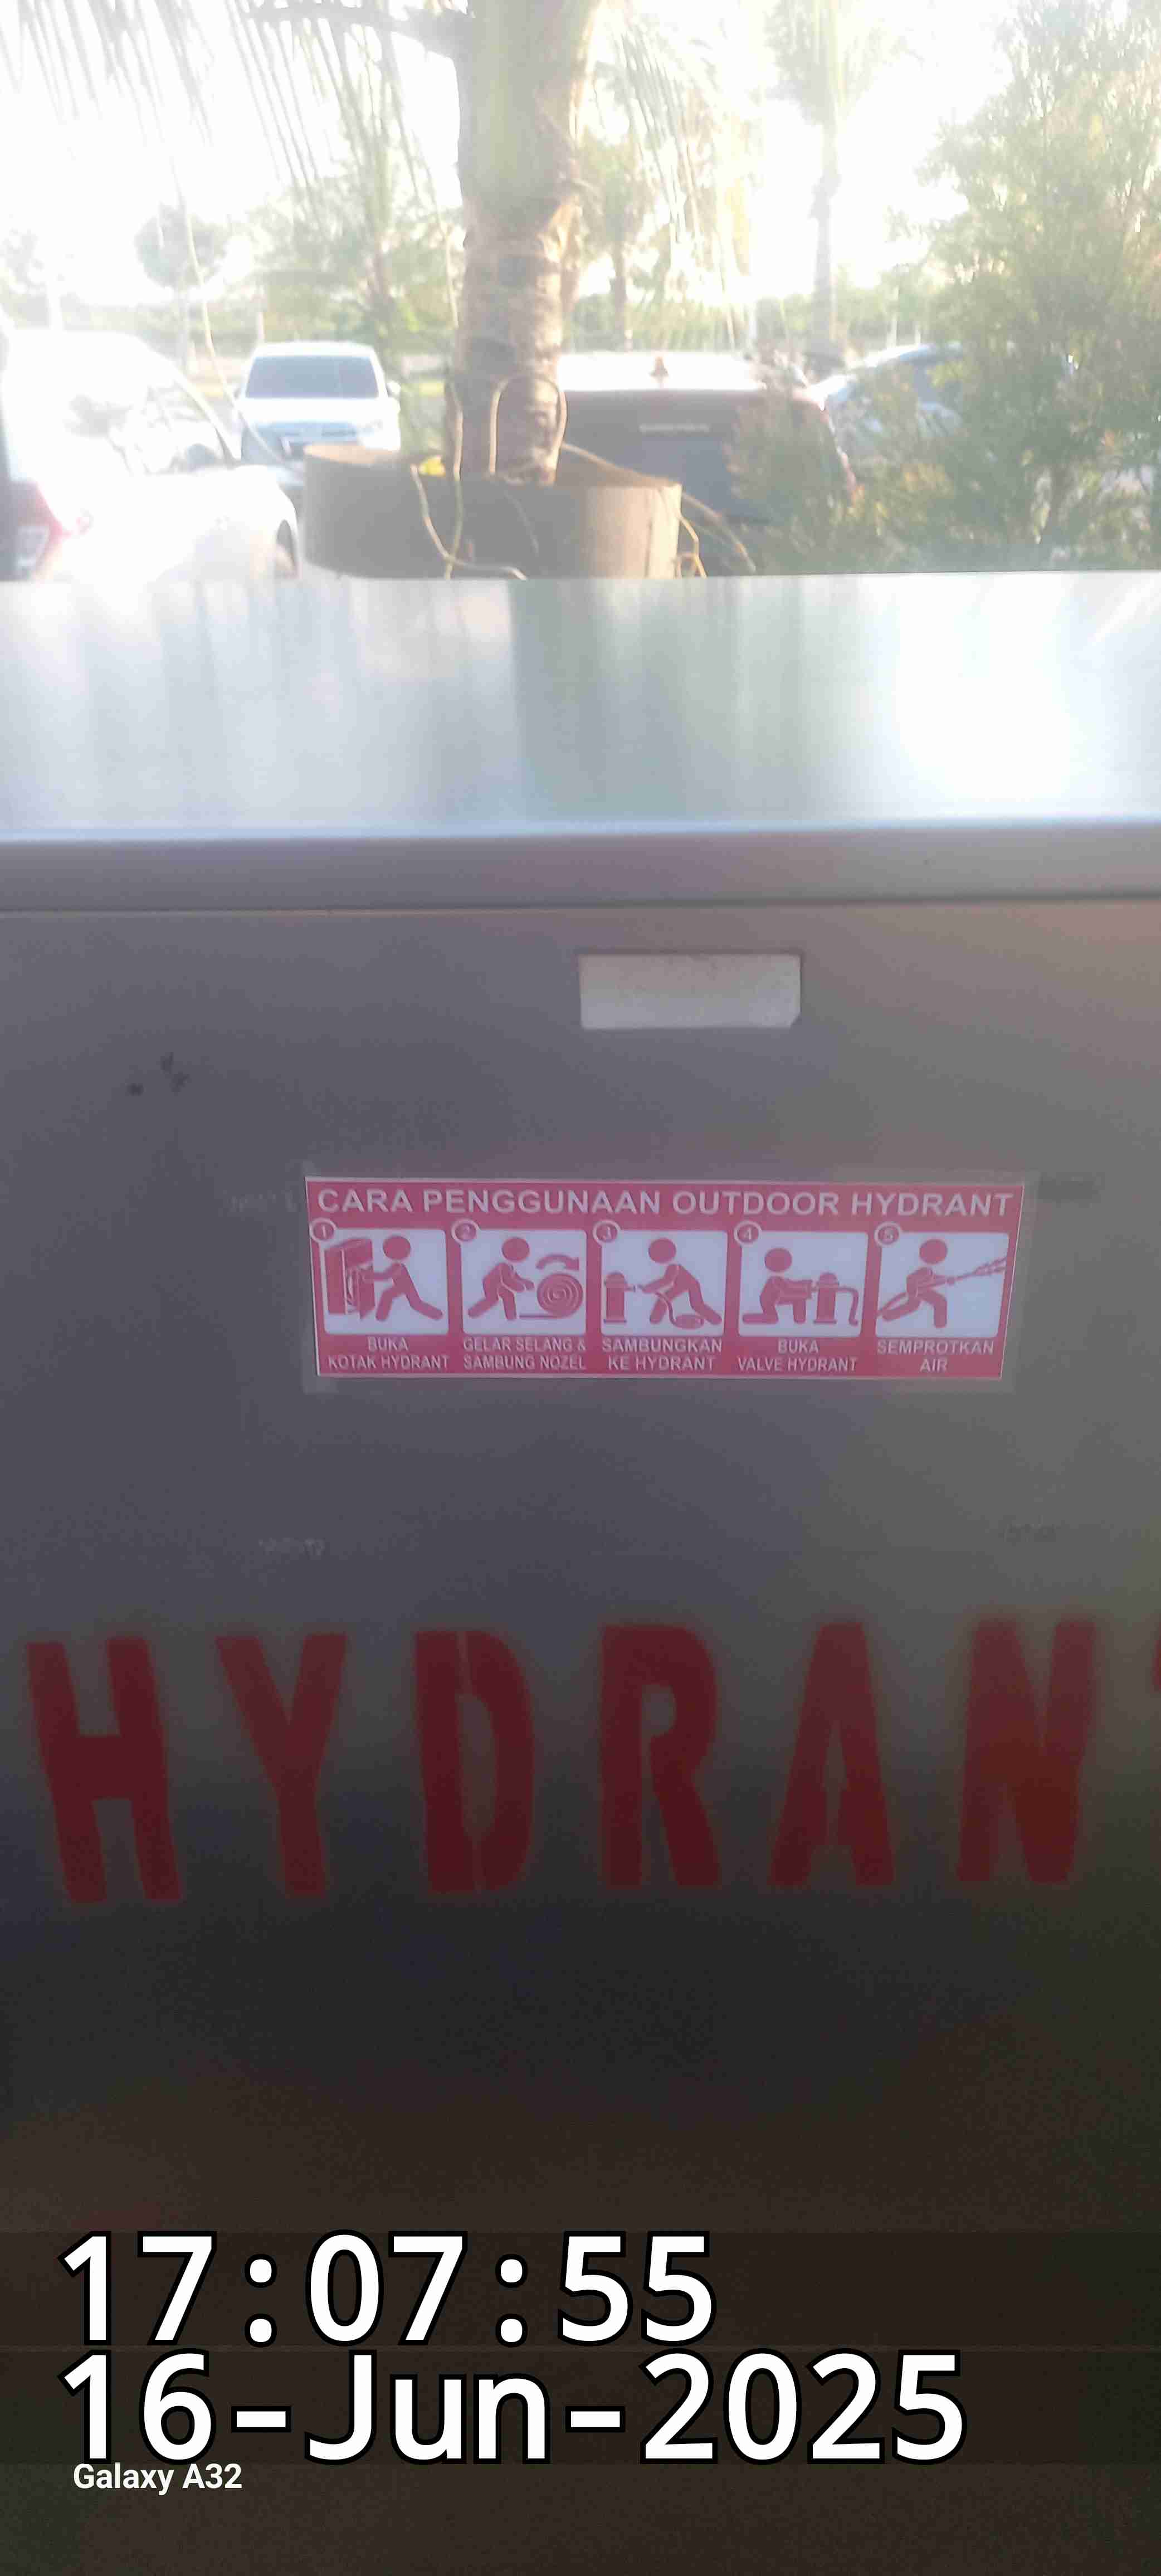 CARA PENGGUNAAN OUTDOOR HYDRANT
1
BUKA
KOTAK HYDRANT
2
GELAR SELANG &
SAMBUNG NOZEL
3
SAMBUNGKAN
KE HYDRANT
4
BUKA
VALVE HYDRANT
5
SEMPROTKAN
AIR
HYDRAN
17:07:55
16-Jun-2025
Galaxy A32